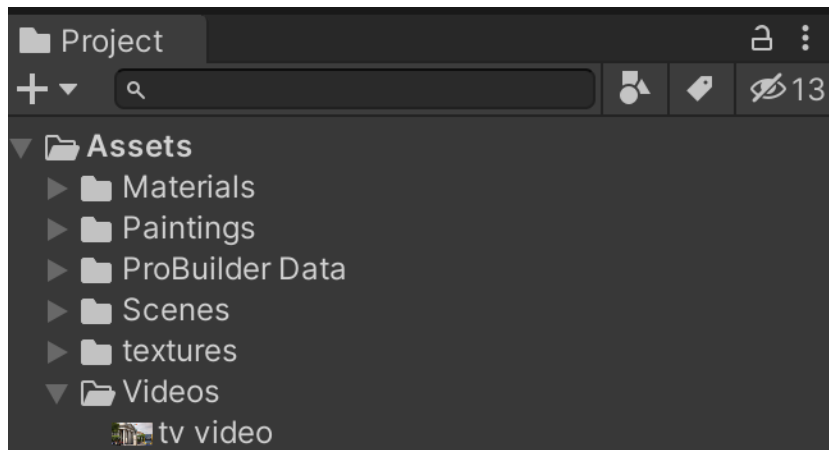 Project
13
Assets
Materials
Paintings
ProBuilder Data
Scenes
textures
Videos
tv video